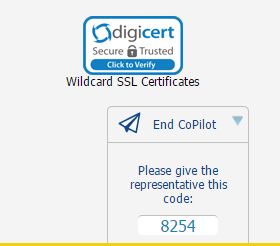 digicert
Secure Trusted
Click to Verify
Wildcard SSL Certificates
End CoPilot
Please give the
representative this
code:
8254